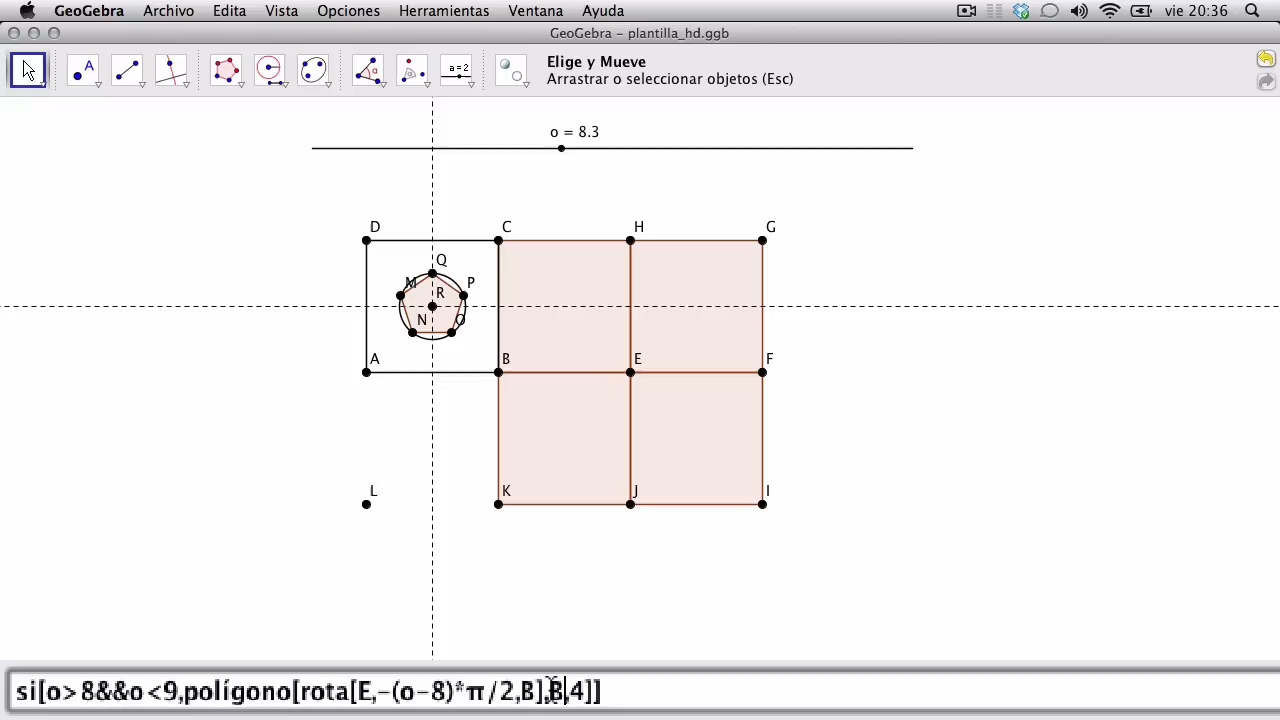 GeoGebra Archivo Edita Vista Opciones Herramientas Ventana Ayuda vie 20:36
GeoGebra – plantilla_hd.ggb
A α a = 2
Elige y Mueve
Arrastrar o seleccionar objetos (Esc)
o = 8.3
D C H G
Q
M P
R
N O
A B E F
L K J I
si[o>8&&o<9,polígono[rota[E,-(o-8)*π/2,B],B,4]]